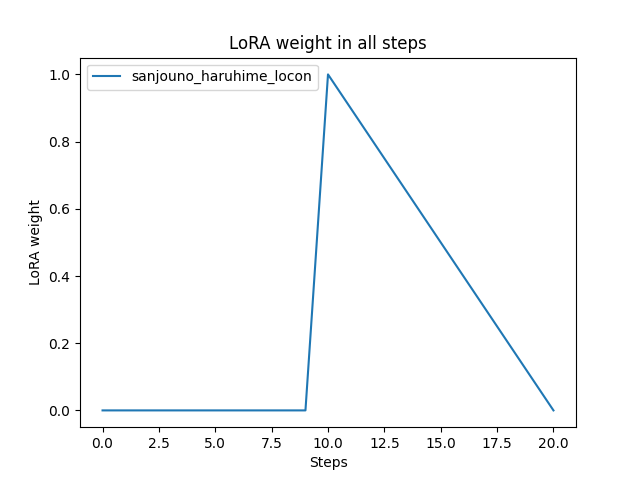 LoRA weight in all steps
sanjouno_haruhime_locon
LoRA weight
1.0
0.8
0.6
0.4
0.2
0.0
0.0 2.5 5.0 7.5 10.0 12.5 15.0 17.5 20.0
Steps